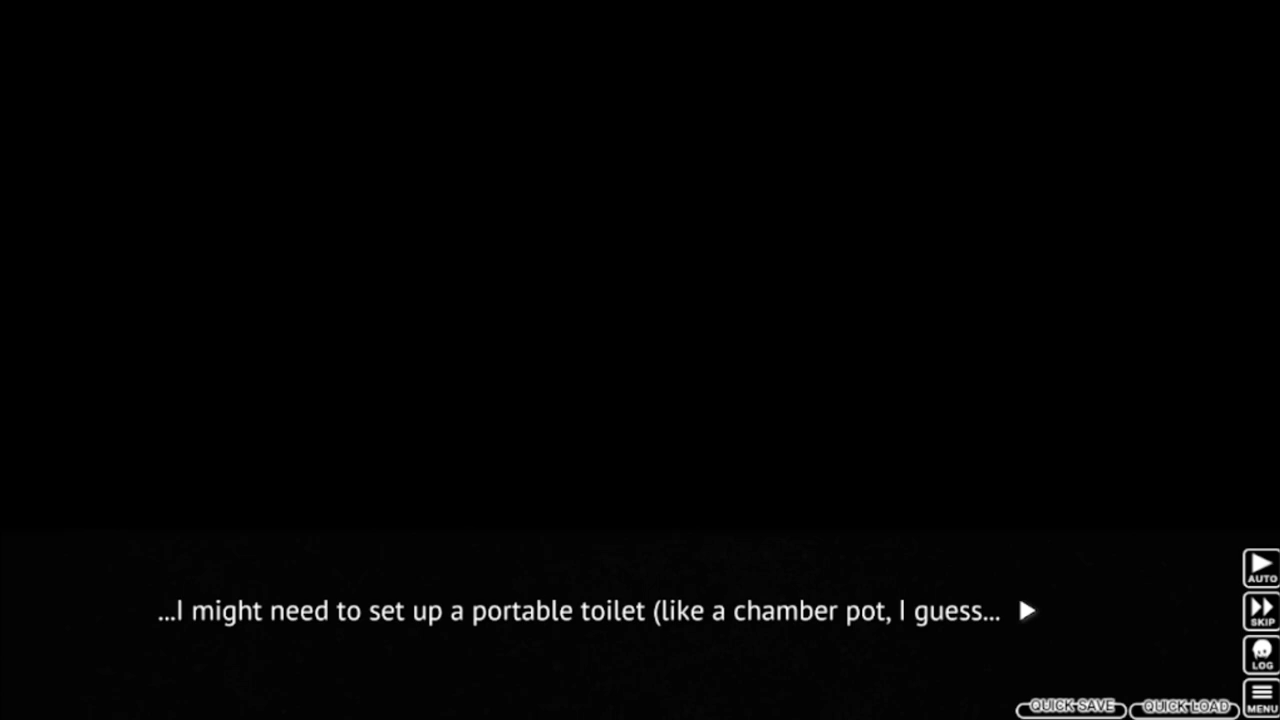 ...I might need to set up a portable toilet (like a chamber pot, I guess...
AUTO
SKIP
LOG
MENU
QUICK SAVE
QUICK LOAD